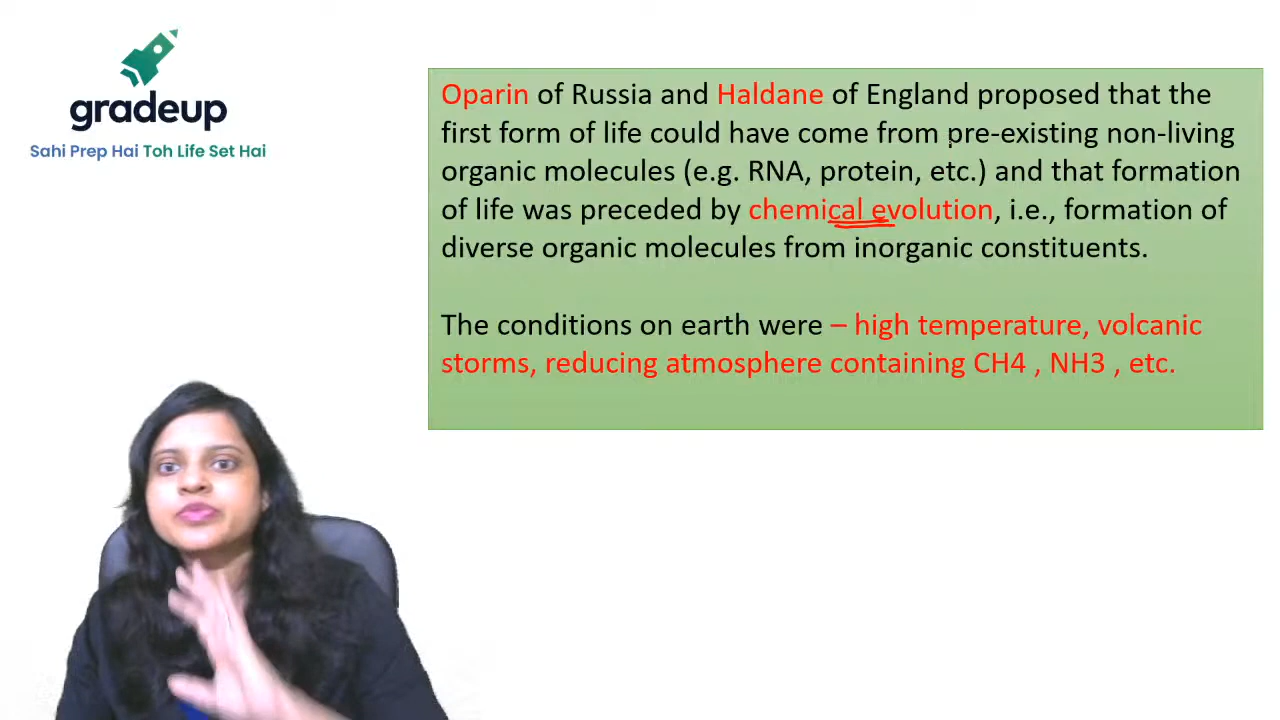 gradeup
Sahi Prep Hai Toh Life Set Hai
Oparin of Russia and Haldane of England proposed that the
first form of life could have come from pre-existing non-living
organic molecules (e.g. RNA, protein, etc.) and that formation
of life was preceded by chemical evolution, i.e., formation of
diverse organic molecules from inorganic constituents.
The conditions on earth were – high temperature, volcanic
storms, reducing atmosphere containing CH4 , NH3 , etc.